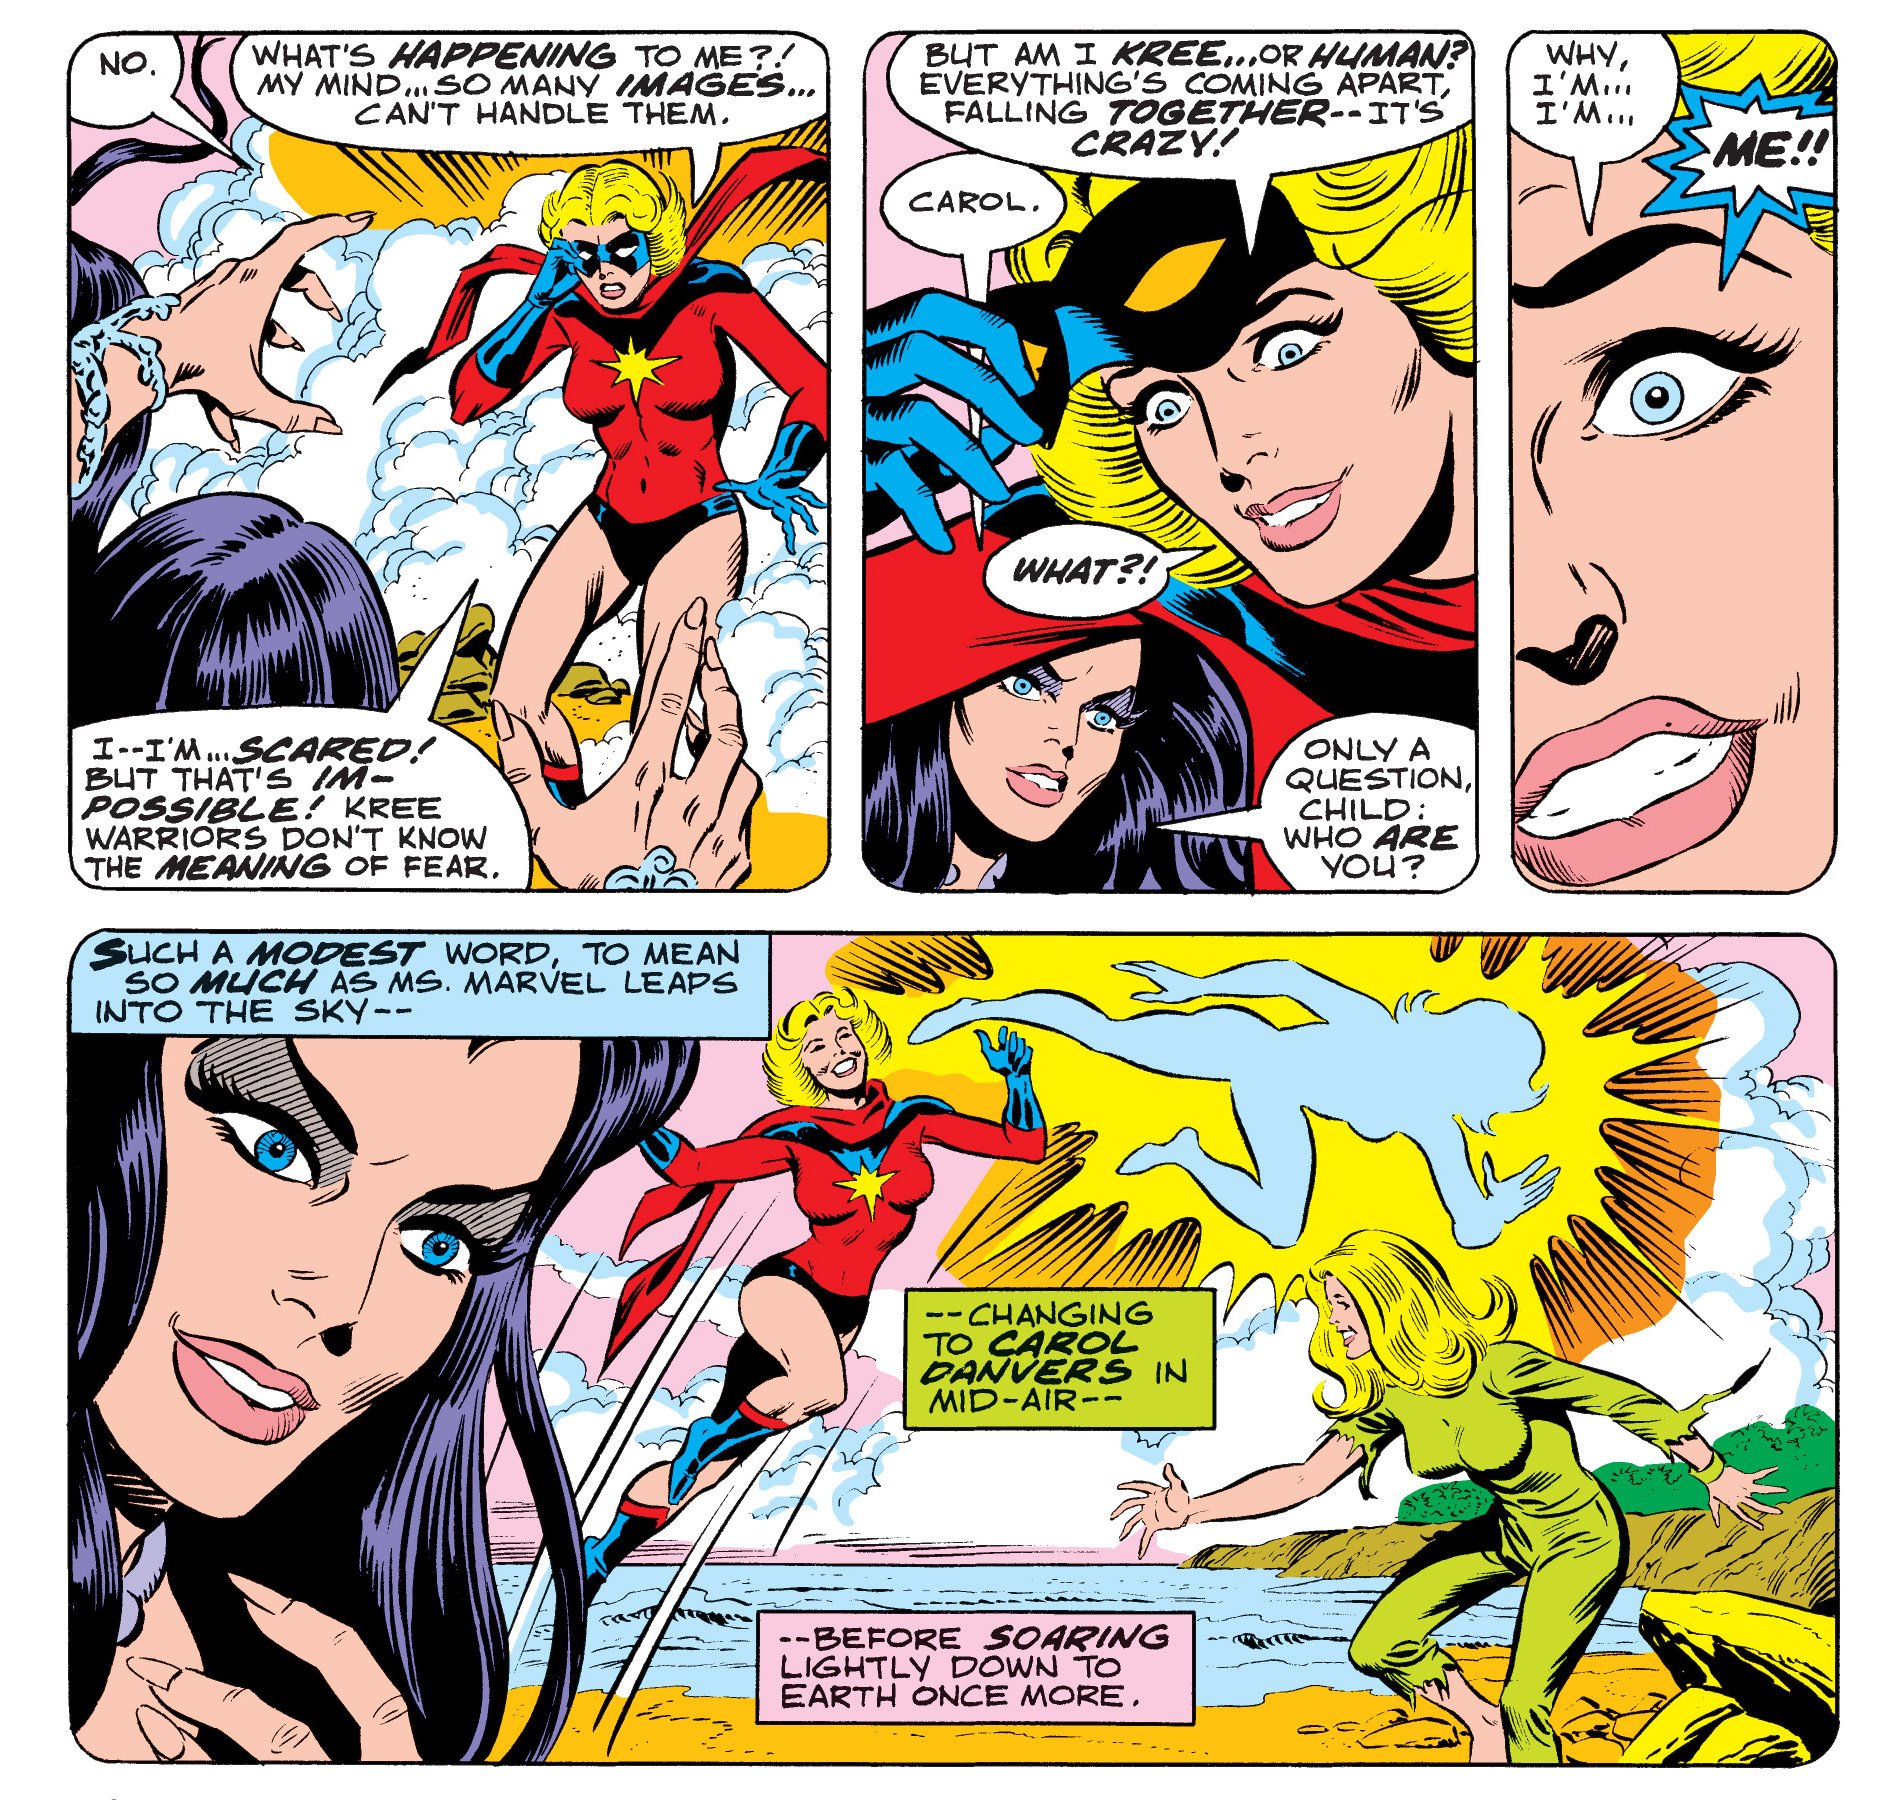 NO.
WHAT'S HAPPENING TO ME?!
MY MIND...SO MANY IMAGES...
CAN'T HANDLE THEM.
I--I'M...SCARED!
BUT THAT'S IM-
POSSIBLE! KREE
WARRIORS DON'T KNOW
THE MEANING OF FEAR.
BUT AM I KREE...OR HUMAN?
EVERYTHING'S COMING APART,
FALLING TOGETHER--IT'S
CRAZY!
CAROL.
WHAT?!
ONLY A
QUESTION,
CHILD:
WHO ARE
YOU?
WHY,
I'M...
I'M...
ME!!
SUCH A MODEST WORD, TO MEAN
SO MUCH AS MS. MARVEL LEAPS
INTO THE SKY--
--CHANGING
TO CAROL
DANVERS IN
MID-AIR--
--BEFORE SOARING
LIGHTLY DOWN TO
EARTH ONCE MORE.